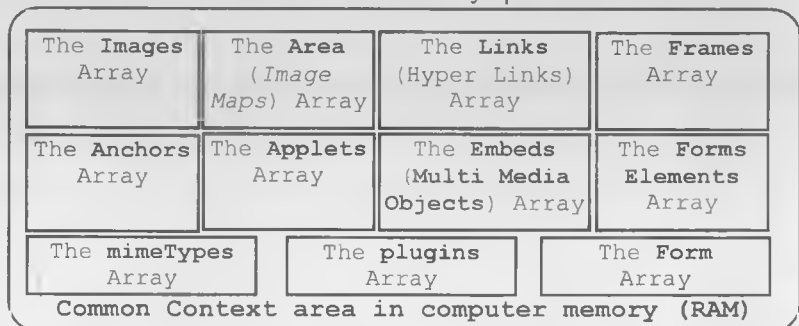 The Images
Array
The Area
(Image
Maps) Array
The Links
(Hyper Links)
Array
The Frames
Array
The Anchors
Array
The Applets
Array
The Embeds
(Multi Media
Objects) Array
The Forms
Elements
Array
The mimeTypes
Array
The plugins
Array
The Form
Array
Common Context area in computer memory (RAM)